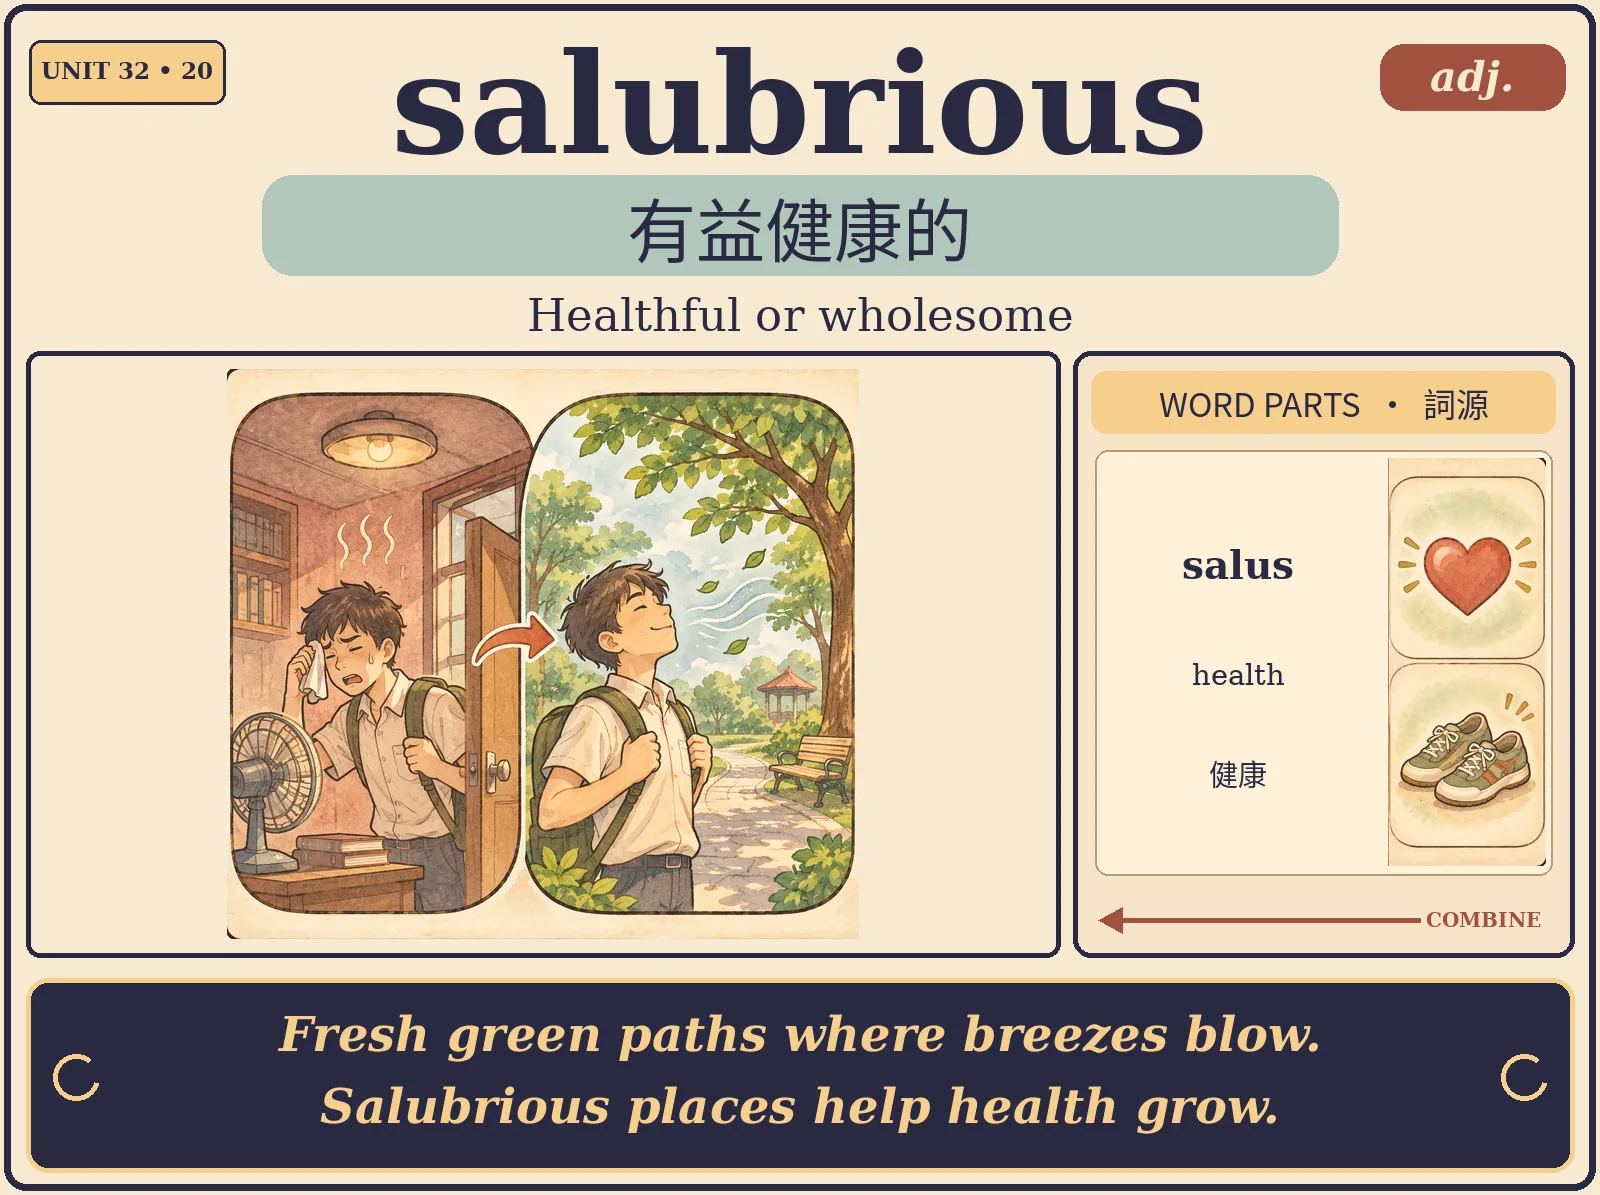 UNIT 32 • 20
salubrious
adj.
有益健康的
Healthful or wholesome
WORD PARTS • 詞源
salus
health
健康
COMBINE
Fresh green paths where breezes blow.
Salubrious places help health grow.